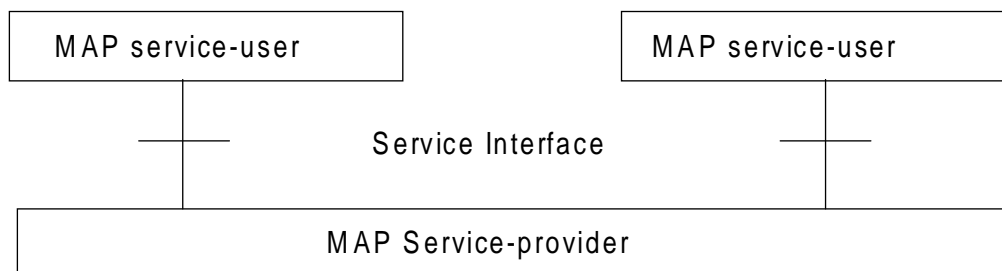 MAP service-user
MAP service-user
Service Interface
MAP Service-provider